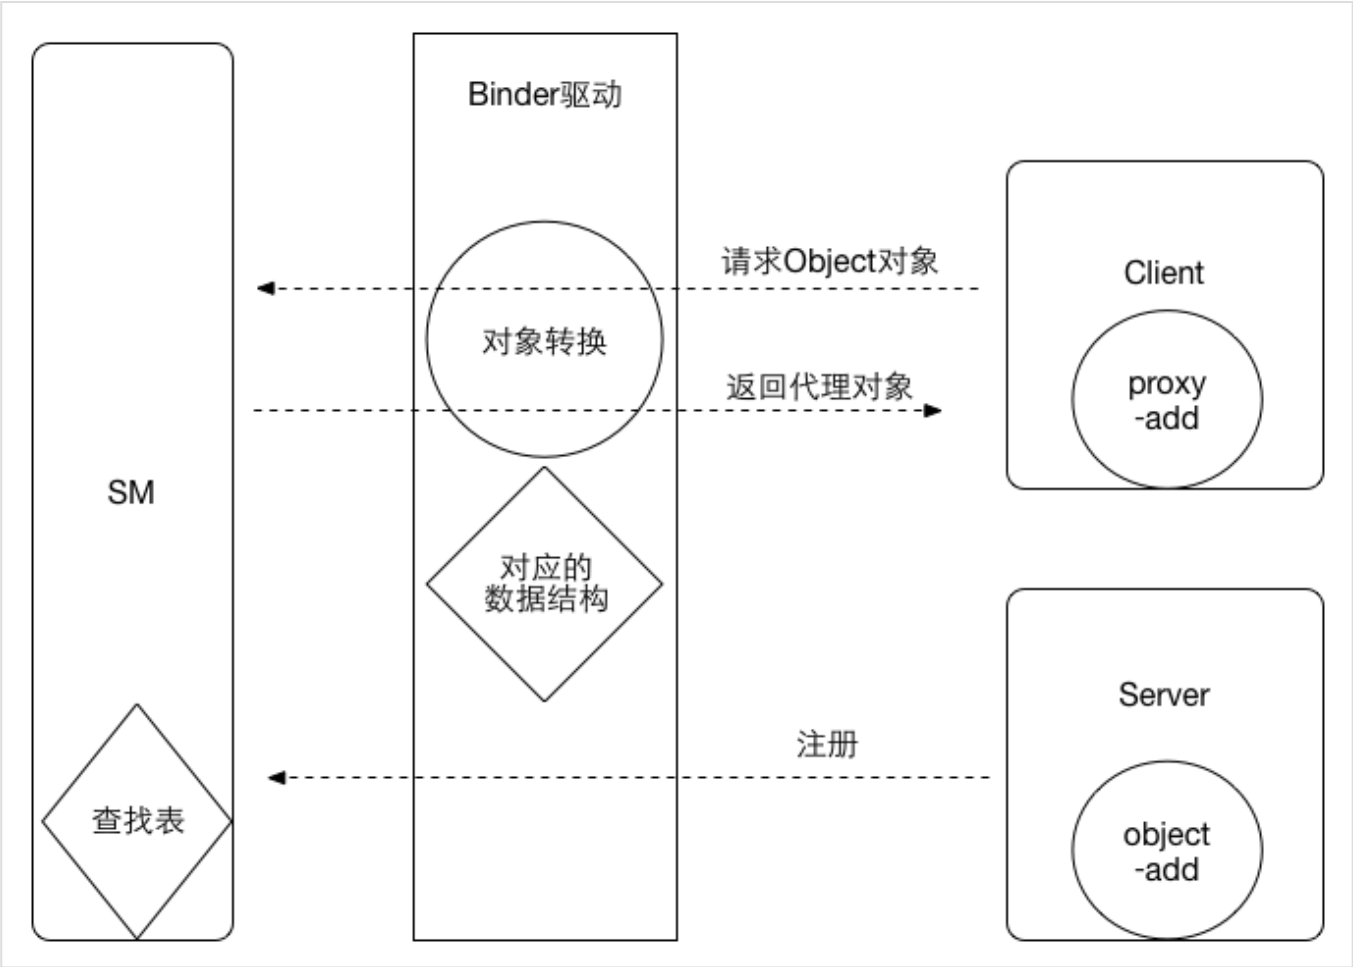 Binder驱动
请求Object对象
Client
对象转换
返回代理对象
proxy
-add
SM
对应的
数据结构
Server
注册
查找表
object
-add